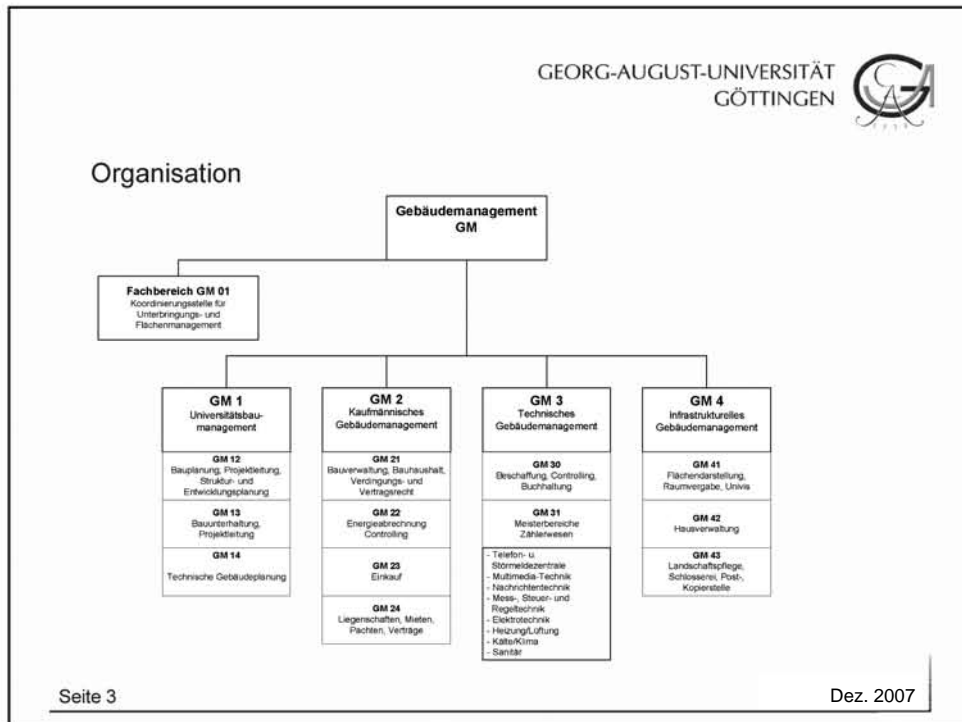 GEORG-AUGUST-UNIVERSITÄT
GÖTTINGEN
Organisation
Gebäudemanagement
GM
Fachbereich GM 01
Koordinierungsstelle für
Unterbringungs- und
Flächenmanagement
GM 1
Universitätsbau-
management
GM 12
Bauplanung, Projektleitung,
Struktur- und
Entwicklungsplanung
GM 13
Bauunterhaltung,
Projektleitung
GM 14
Technische Gebäudeplanung
GM 2
Kaufmännisches
Gebäudemanagement
GM 21
Bauverwaltung, Bauhaushalt,
Verdingungs- und
Vertragsrecht
GM 22
Energieabrechnung
Controlling
GM 23
Einkauf
GM 24
Liegenschaften, Mieten,
Pachten, Verträge
GM 3
Technisches
Gebäudemanagement
GM 30
Beschaffung, Controlling,
Buchhaltung
GM 31
Meisterbereiche
Zählerwesen
- Telefon- u.
Störmeldezentrale
- Multimedia-Technik
- Nachrichtentechnik
- Mess-, Steuer- und
Regeltechnik
- Elektrotechnik
- Heizung/Lüftung
- Kälte/Klima
- Sanitär
GM 4
Infrastrukturelles
Gebäudemanagement
GM 41
Flächendarstellung,
Raumvergabe, Univis
GM 42
Hausverwaltung
GM 43
Landschaftspflege,
Schlosserei, Post-,
Kopierstelle
Seite 3
Dez. 2007